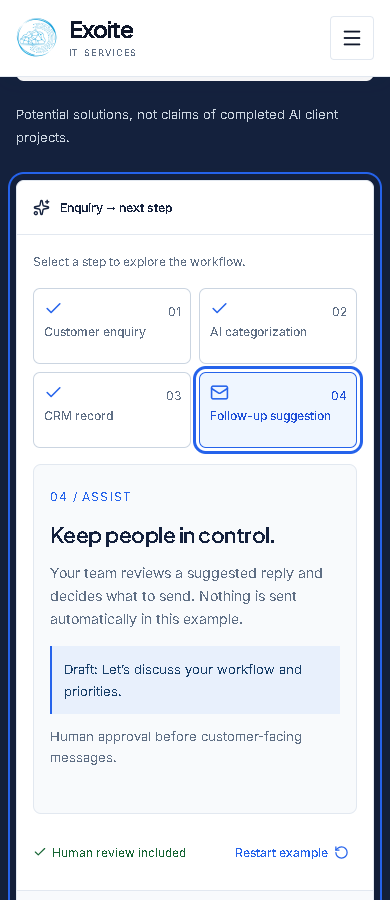 Exoite
IT SERVICES
Potential solutions, not claims of completed AI client
projects.
Enquiry → next step
Select a step to explore the workflow.
01
Customer enquiry
02
AI categorization
03
CRM record
04
Follow-up suggestion
04 / ASSIST
Keep people in control.
Your team reviews a suggested reply and
decides what to send. Nothing is sent
automatically in this example.
Draft: Let's discuss your workflow and
priorities.
Human approval before customer-facing
messages.
Human review included
Restart example